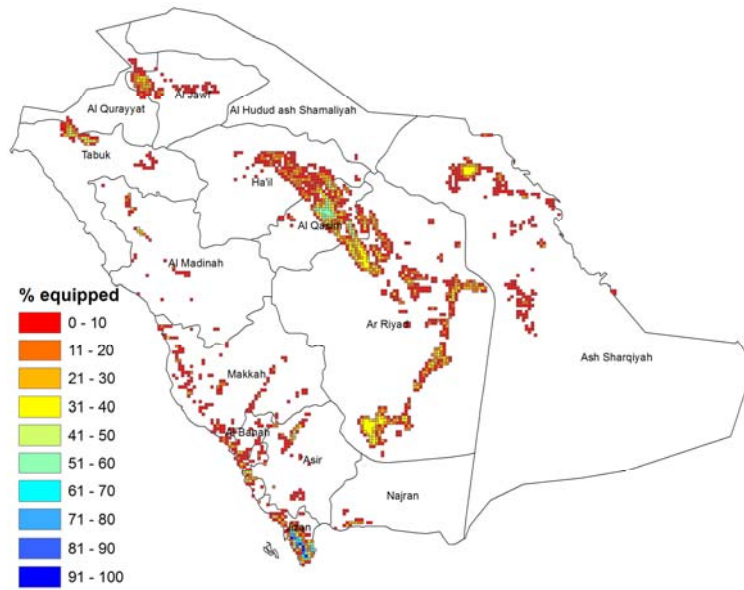 Al Qurayyat
Al Jawf
Al Hudud ash Shamaliyah
Tabuk
Ha'il
Al Qasim
Al Madinah
% equipped
0 - 10
11 - 20
21 - 30
31 - 40
41 - 50
51 - 60
61 - 70
71 - 80
81 - 90
91 - 100
Ar Riyad
Ash Sharqiyah
Makkah
Al Bahah
Asir
Najran
Jizan